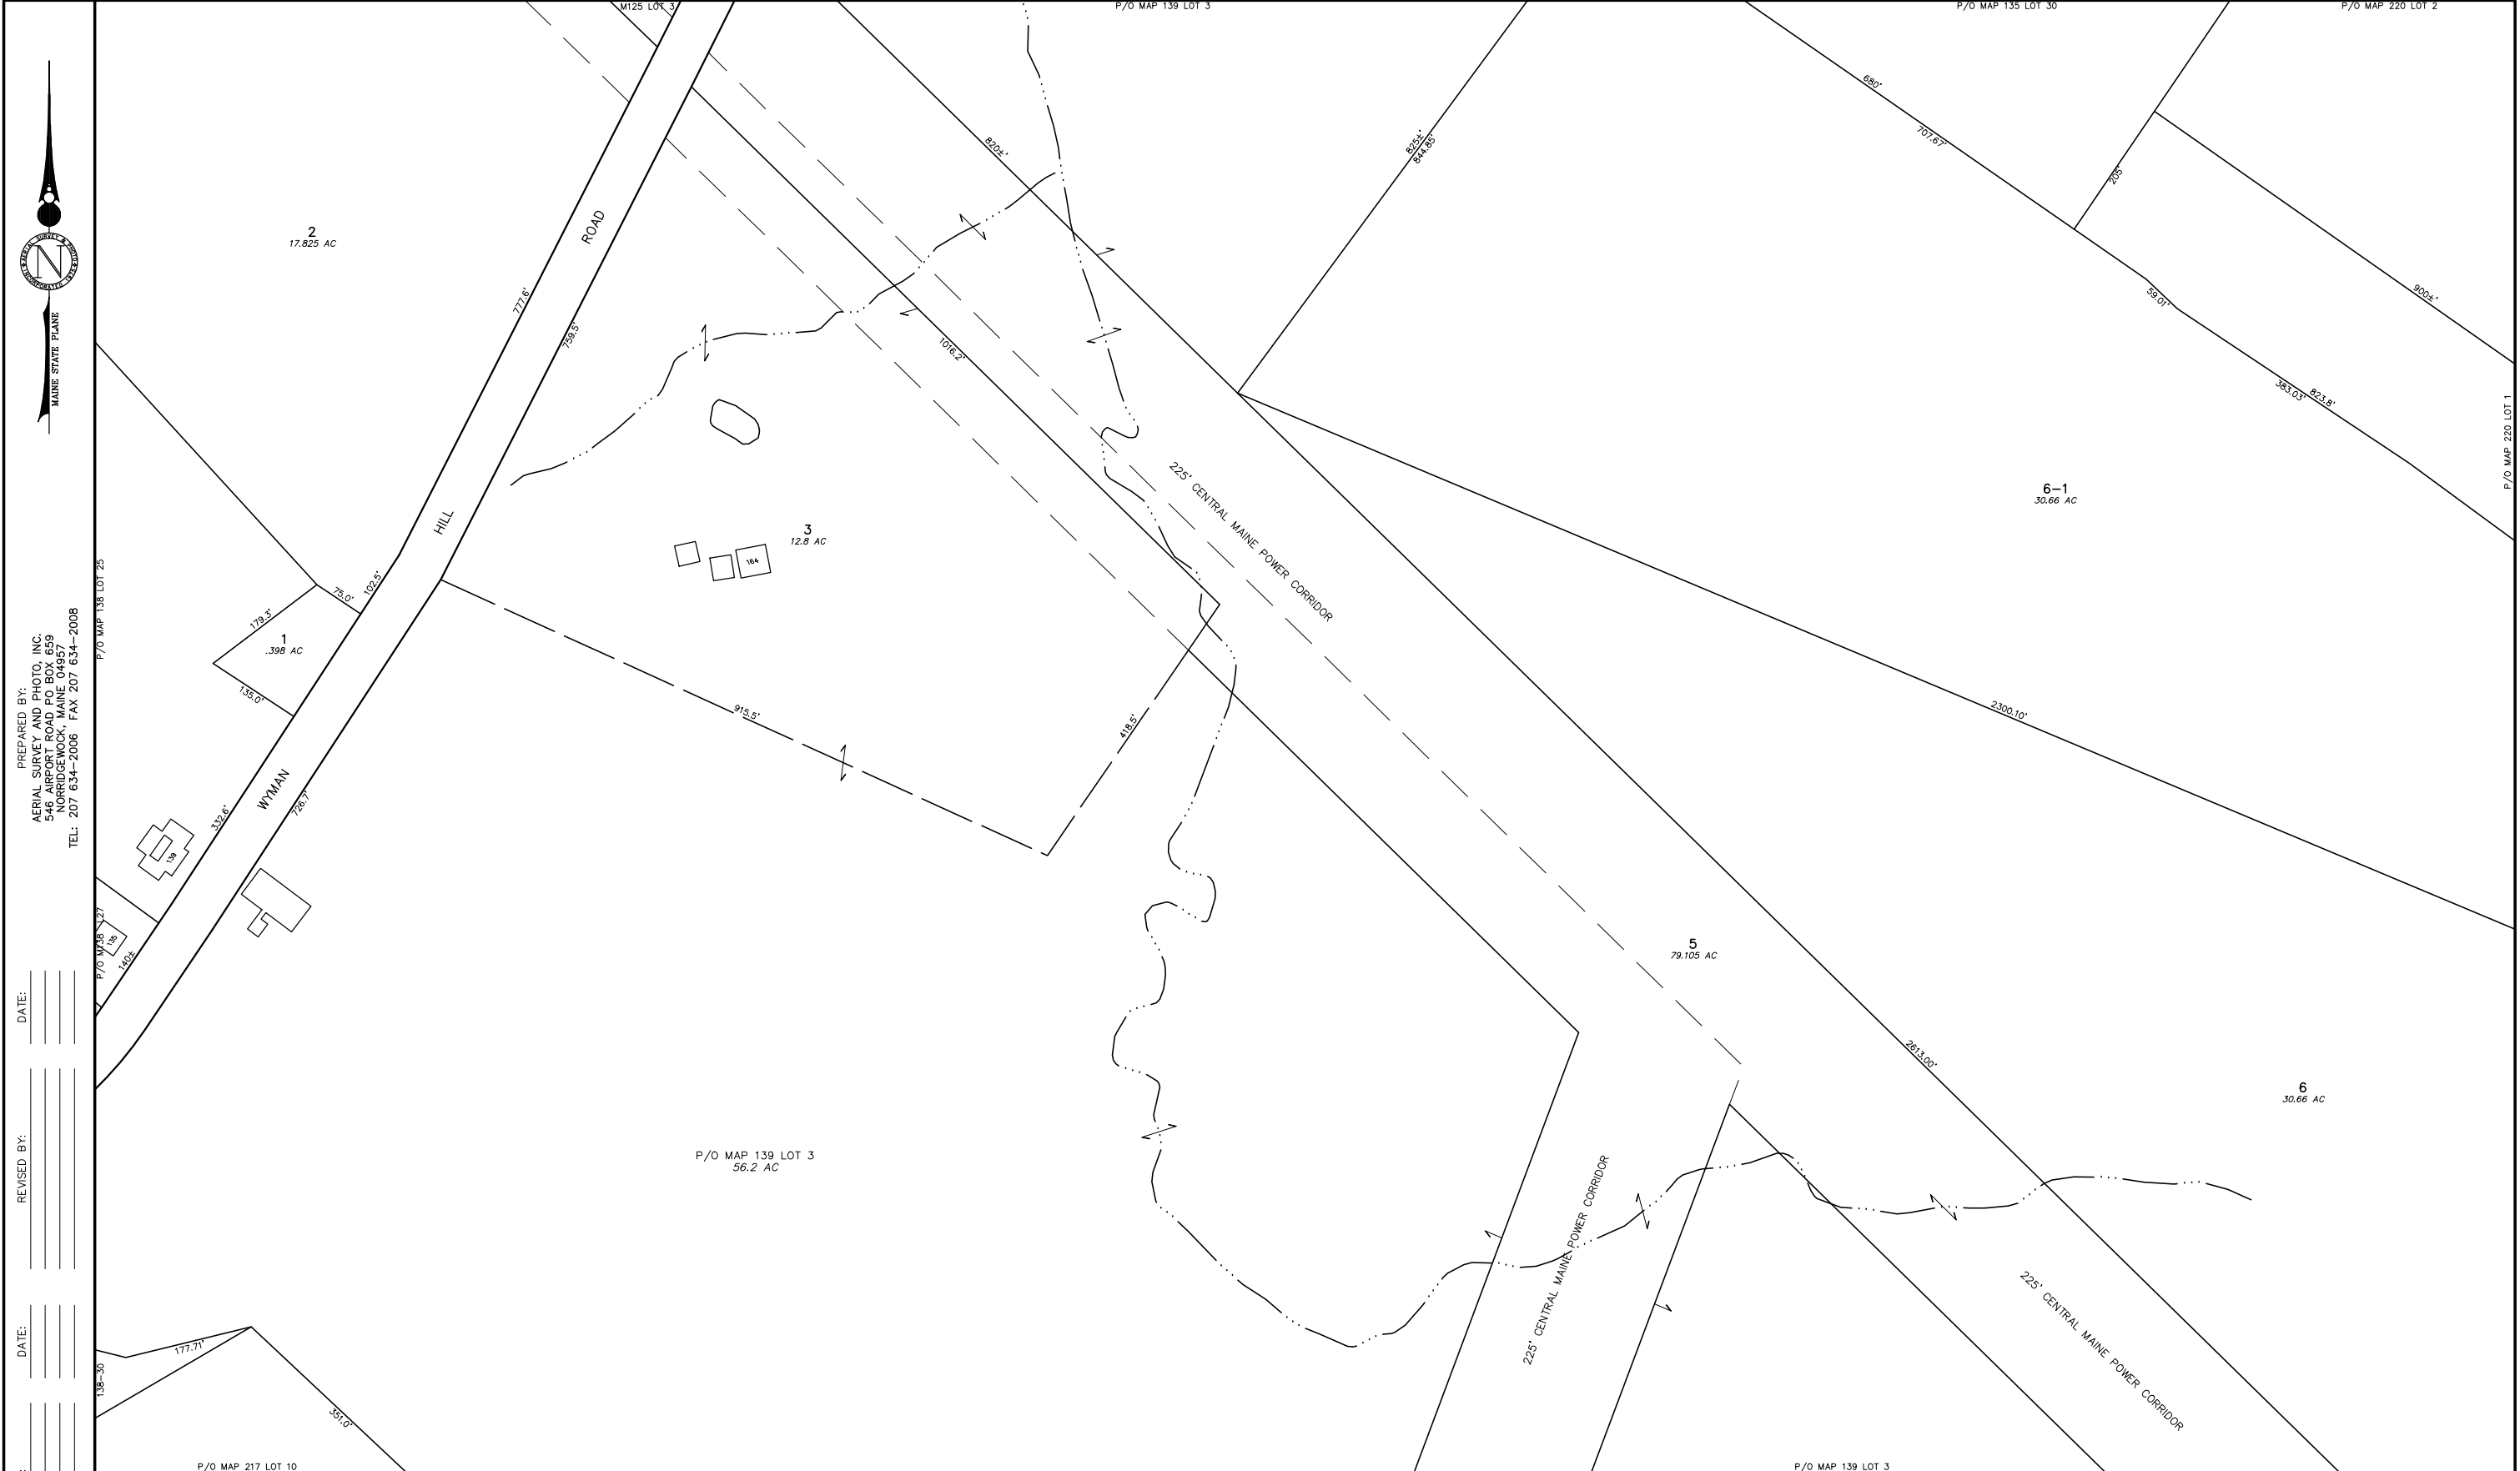 M125 LOT 3
P/O MAP 139 LOT 3
P/O MAP 135 LOT 30
P/O MAP 220 LOT 2
AERIAL SURVEY & PHOTO
INCORPORATED 1975
N
MAINE STATE PLANE
PREPARED BY:
AERIAL SURVEY AND PHOTO, INC.
546 AIRPORT ROAD PO BOX 659
NORRIDGEWOCK, MAINE 04957
TEL: 207 634-2006 FAX 207 634-2008
DATE:
REVISED BY:
DATE:
P/O MAP 138 LOT 25
P/O M138 L27
138-30
P/O MAP 220 LOT 1
2
17.825 AC
777.6'
759.5'
ROAD
HILL
WYMAN
820±'
825±'
844.85'
680'
707.67'
205'
59.01'
900±'
383.03'
823.8'
1016.2'
225' CENTRAL MAINE POWER CORRIDOR
6-1
30.66 AC
3
12.8 AC
164
75.0'
102.5'
179.3'
1
.398 AC
135.0'
915.5'
418.5'
2300.10'
332.6'
726.7'
139
135
140±
5
79.105 AC
2613.00'
6
30.66 AC
P/O MAP 139 LOT 3
56.2 AC
225' CENTRAL MAINE POWER CORRIDOR
225' CENTRAL MAINE POWER CORRIDOR
177.71'
351.0'
P/O MAP 217 LOT 10
P/O MAP 139 LOT 3